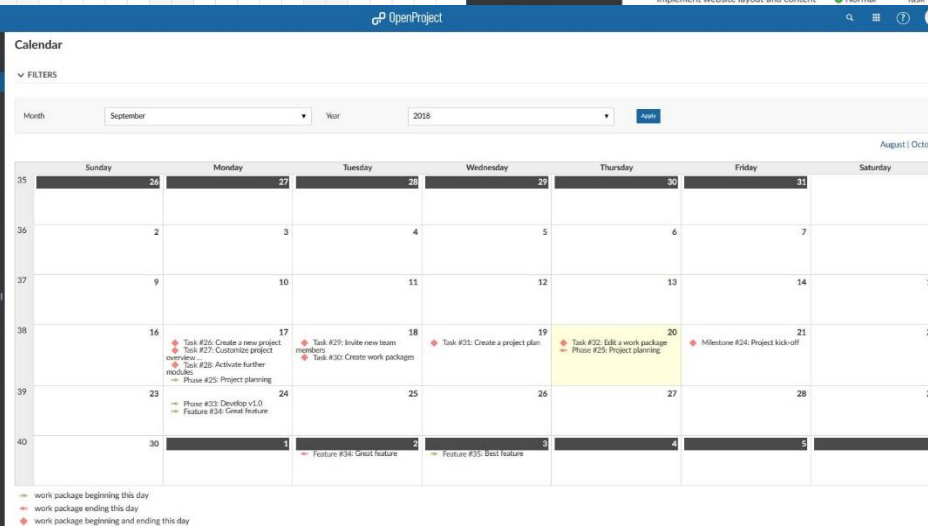 Implement website layout and content Normal Task
OpenProject
Calendar
FILTERS
Month September Year 2018 Apply
August | Octo
Sunday Monday Tuesday Wednesday Thursday Friday Saturday
35 26 27 28 29 30 31
36 2 3 4 5 6 7
37 9 10 11 12 13 14
38 16 17 18 19 20 21
Task #26: Create a new project
Task #27: Customize project
overview ...
Task #28: Activate further
modules
Phase #25: Project planning
Task #29: Invite new team
members
Task #30: Create work packages
Task #31: Create a project plan
Task #32: Edit a work package
Phase #25: Project planning
Milestone #24: Project kick-off
39 23 24 25 26 27 28
Phase #33: Develop v1.0
Feature #34: Great feature
40 30 1 2 3 4 5
Feature #34: Great feature
Feature #35: Best feature
work package beginning this day
work package ending this day
work package beginning and ending this day